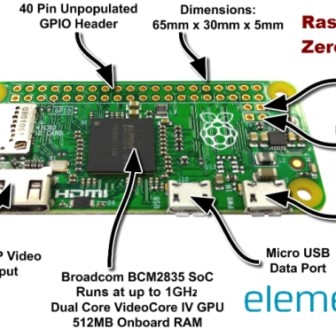 40 Pin Unpopulated
GPIO Header
Dimensions:
65mm x 30mm x 5mm
Ras
Zero
HDMI
P Video
put
Broadcom BCM2835 SoC
Runs at up to 1GHz
Dual Core VideoCore IV GPU
512MB Onboard RAM
Micro USB
Data Port
eleme